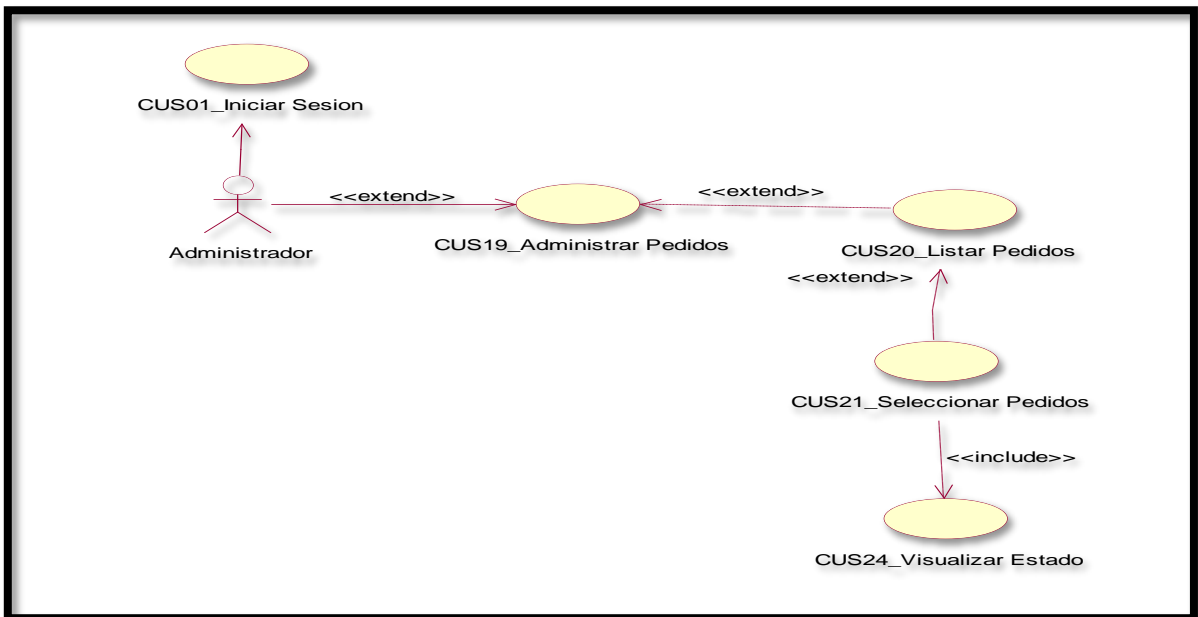 CUS01_Iniciar Sesion
<<extend>>
<<extend>>
Administrador
CUS19_Administrar Pedidos
CUS20_Listar Pedidos
<<extend>>
CUS21_Seleccionar Pedidos
<<include>>
CUS24_Visualizar Estado